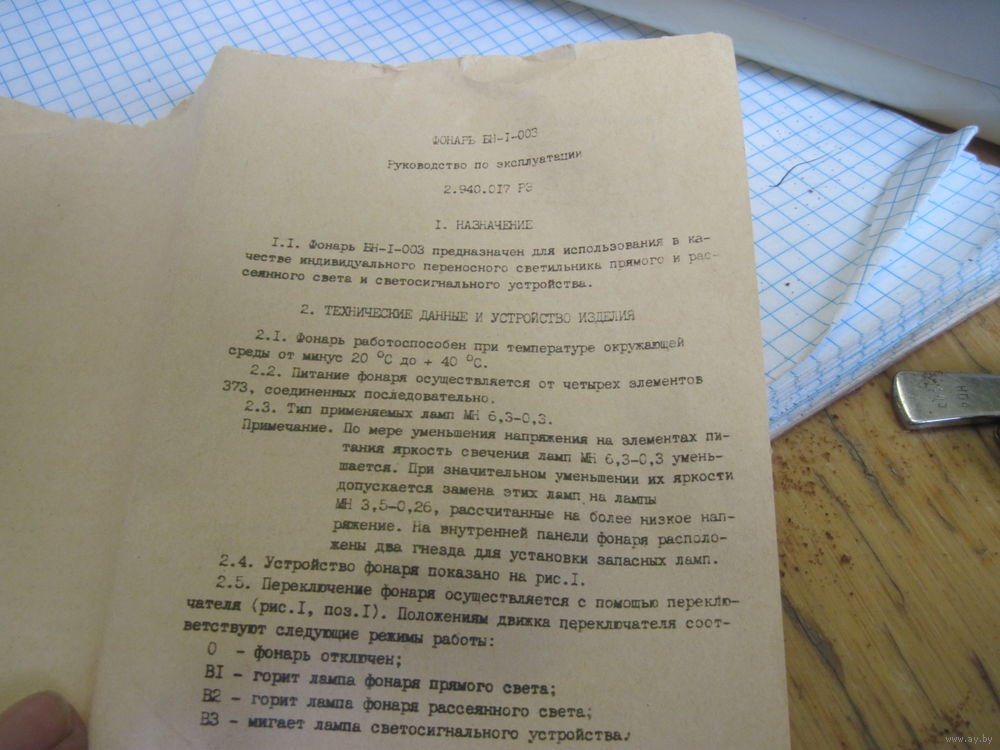 ФОНАРЬ БН-I-003
Руководство по эксплуатации
2.940.017 РЭ
I. НАЗНАЧЕНИЕ
I.I. Фонарь БН-I-003 предназначен для использования в ка-
честве индивидуального переносного светильника прямого и рас-
сеянного света и светосигнального устройства.
2. ТЕХНИЧЕСКИЕ ДАННЫЕ И УСТРОЙСТВО ИЗДЕЛИЯ
2.I. Фонарь работоспособен при температуре окружающей
среды от минус 20 °С до + 40 °С.
2.2. Питание фонаря осуществляется от четырех элементов
373, соединенных последовательно.
2.3. Тип применяемых ламп МН 6,3-0,3.
Примечание. По мере уменьшения напряжения на элементах пи-
тания яркость свечения ламп МН 6,3-0,3 умень-
шается. При значительном уменьшении их яркости
допускается замена этих ламп на лампы
МН 3,5-0,26, рассчитанные на более низкое нап-
ряжение. На внутренней панели фонаря располо-
жены два гнезда для установки запасных ламп.
2.4. Устройство фонаря показано на рис.I.
2.5. Переключение фонаря осуществляется с помощью переклю-
чателя (рис.I, поз.I). Положениям движка переключателя соот-
ветствуют следующие режимы работы:
0 - фонарь отключен;
ВI - горит лампа фонаря прямого света;
В2 - горит лампа фонаря рассеянного света;
В3 - мигает лампа светосигнального устройства.
www.ay.by